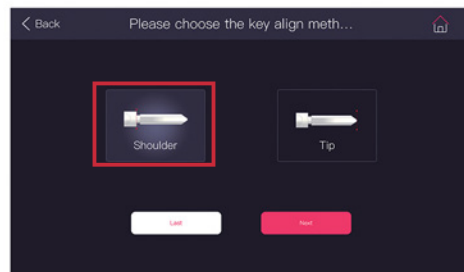 Back
Please choose the key align meth...
Shoulder
Tip
Last
Next